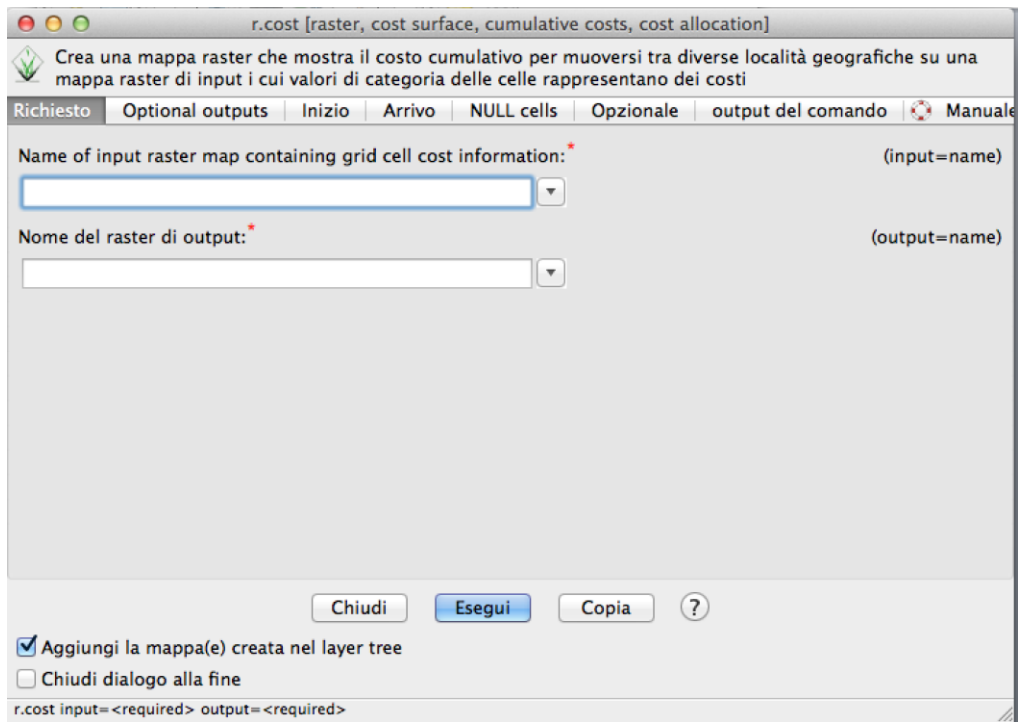 r.cost [raster, cost surface, cumulative costs, cost allocation]
Crea una mappa raster che mostra il costo cumulativo per muoversi tra diverse località geografiche su una
mappa raster di input i cui valori di categoria delle celle rappresentano dei costi
Richiesto Optional outputs Inizio Arrivo NULL cells Opzionale output del comando Manuale
Name of input raster map containing grid cell cost information:* (input=name)
Nome del raster di output:* (output=name)
Chiudi Esegui Copia ?
Aggiungi la mappa(e) creata nel layer tree
Chiudi dialogo alla fine
r.cost input=<required> output=<required>